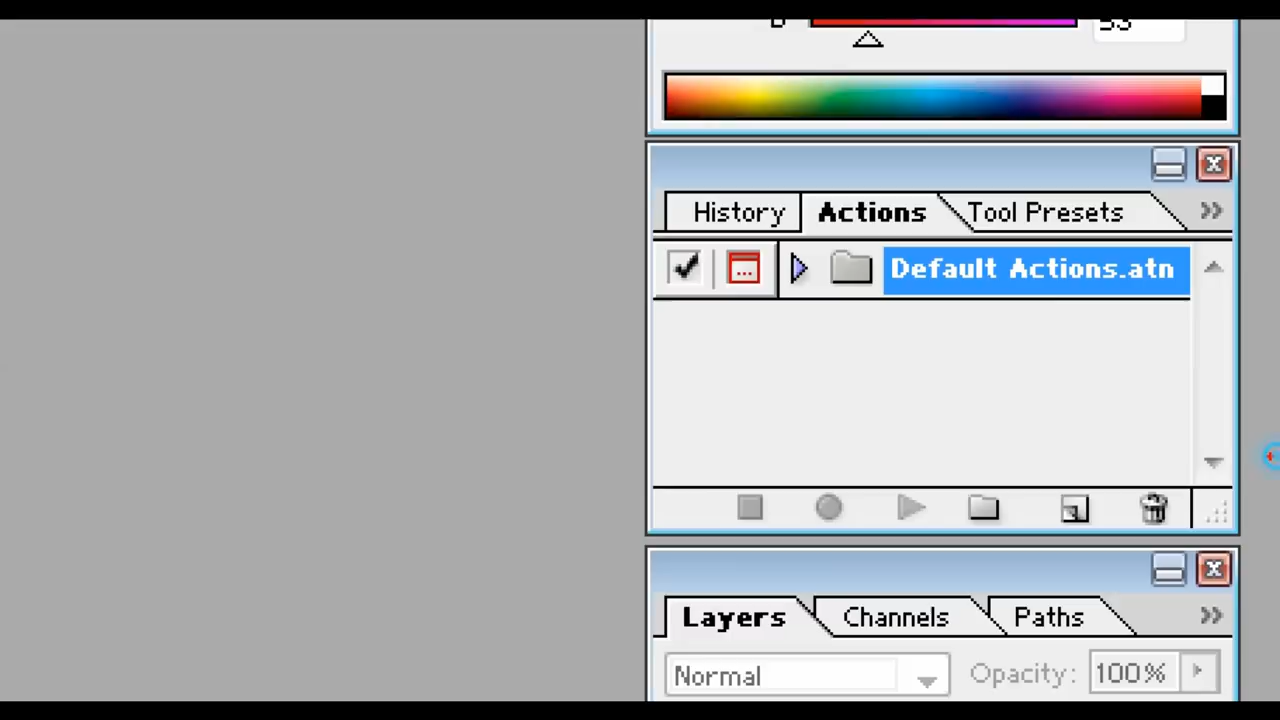 History Actions Tool Presets
Default Actions.atn
Layers Channels Paths
Normal Opacity: 100%